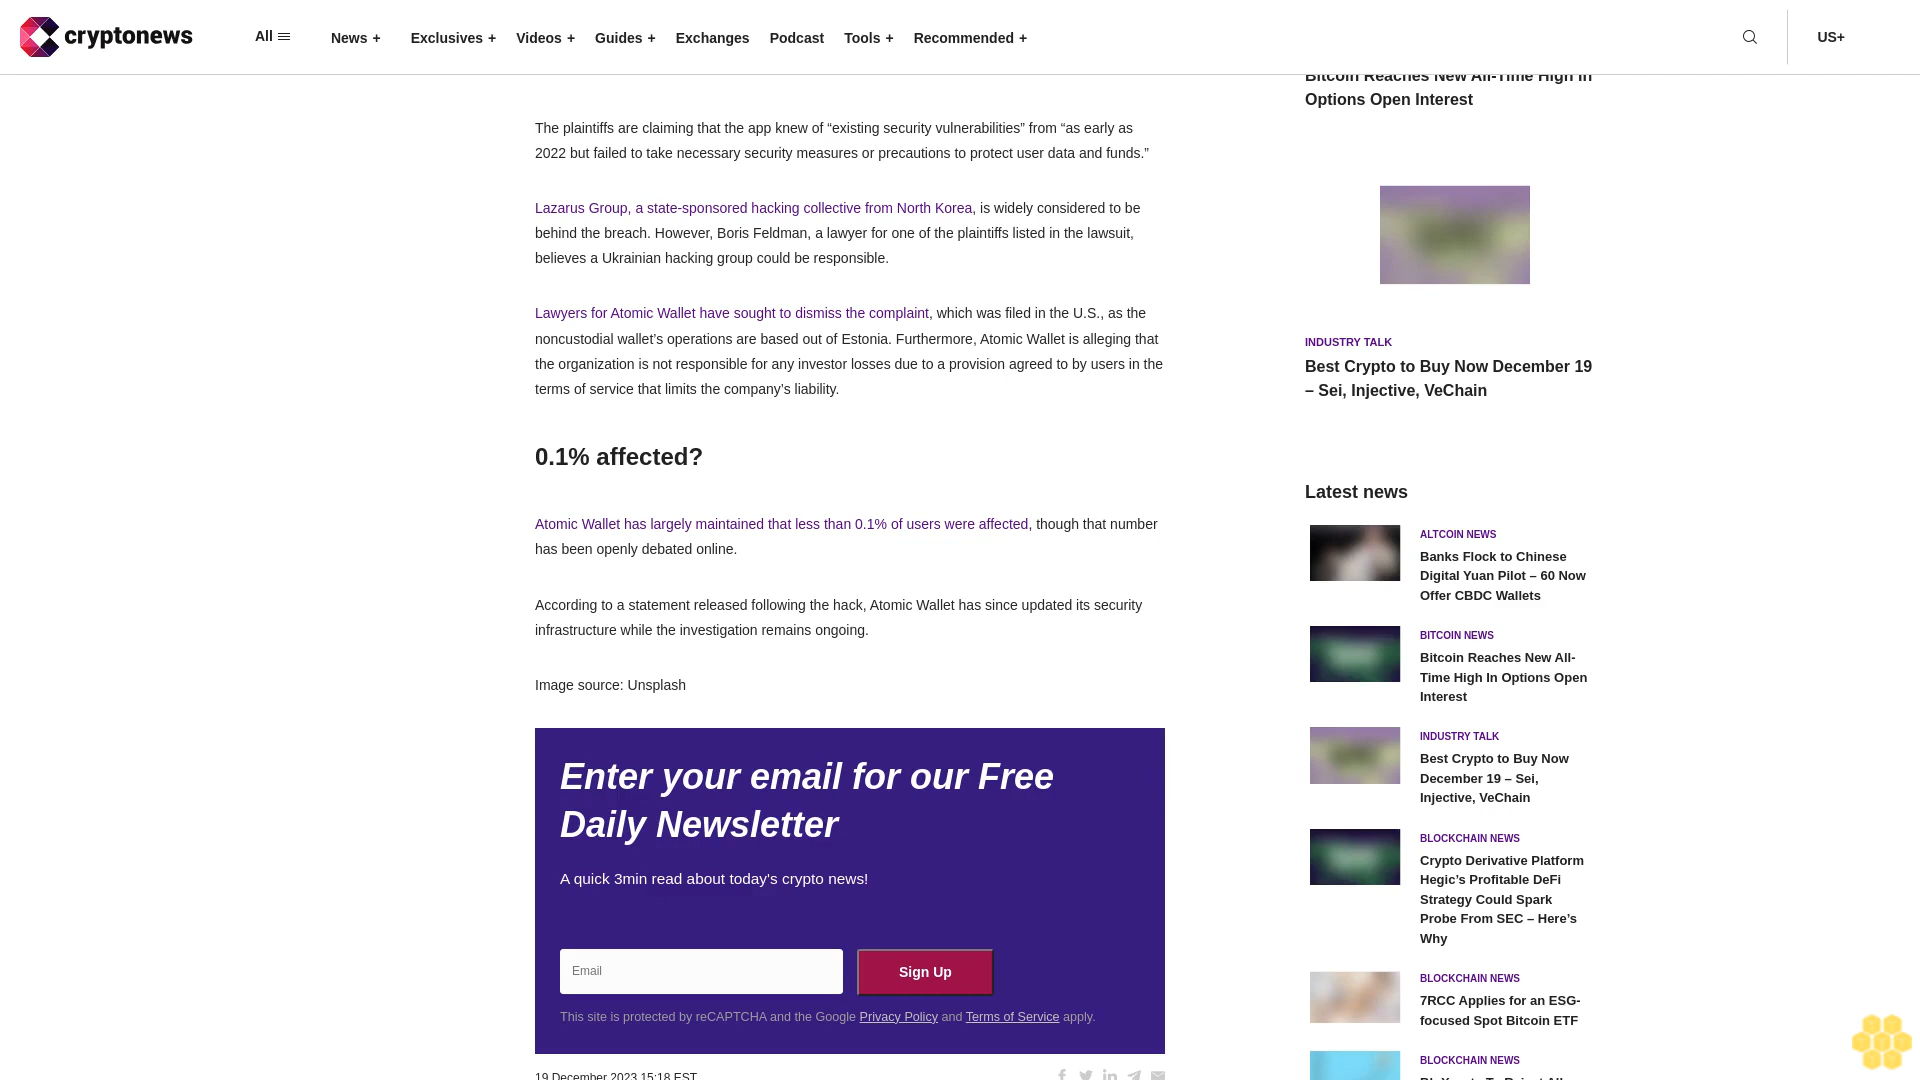 cryptonews
All
News +
Exclusives +
Videos +
Guides +
Exchanges
Podcast
Tools +
Recommended +
US+
The plaintiffs are claiming that the app knew of “existing security vulnerabilities” from “as early as
2022 but failed to take necessary security measures or precautions to protect user data and funds.”
Lazarus Group, a state-sponsored hacking collective from North Korea, is widely considered to be
behind the breach. However, Boris Feldman, a lawyer for one of the plaintiffs listed in the lawsuit,
believes a Ukrainian hacking group could be responsible.
Lawyers for Atomic Wallet have sought to dismiss the complaint, which was filed in the U.S., as the
noncustodial wallet’s operations are based out of Estonia. Furthermore, Atomic Wallet is alleging that
the organization is not responsible for any investor losses due to a provision agreed to by users in the
terms of service that limits the company’s liability.
0.1% affected?
Atomic Wallet has largely maintained that less than 0.1% of users were affected, though that number
has been openly debated online.
According to a statement released following the hack, Atomic Wallet has since updated its security
infrastructure while the investigation remains ongoing.
Image source: Unsplash
Enter your email for our Free
Daily Newsletter
A quick 3min read about today's crypto news!
Email
Sign Up
This site is protected by reCAPTCHA and the Google Privacy Policy and Terms of Service apply.
19 December 2023 15:18 EST
Bitcoin Reaches New All-Time High In
Options Open Interest
INDUSTRY TALK
Best Crypto to Buy Now December 19
– Sei, Injective, VeChain
Latest news
ALTCOIN NEWS
Banks Flock to Chinese
Digital Yuan Pilot – 60 Now
Offer CBDC Wallets
BITCOIN NEWS
Bitcoin Reaches New All-
Time High In Options Open
Interest
INDUSTRY TALK
Best Crypto to Buy Now
December 19 – Sei,
Injective, VeChain
BLOCKCHAIN NEWS
Crypto Derivative Platform
Hegic’s Profitable DeFi
Strategy Could Spark
Probe From SEC – Here’s
Why
BLOCKCHAIN NEWS
7RCC Applies for an ESG-
focused Spot Bitcoin ETF
BLOCKCHAIN NEWS